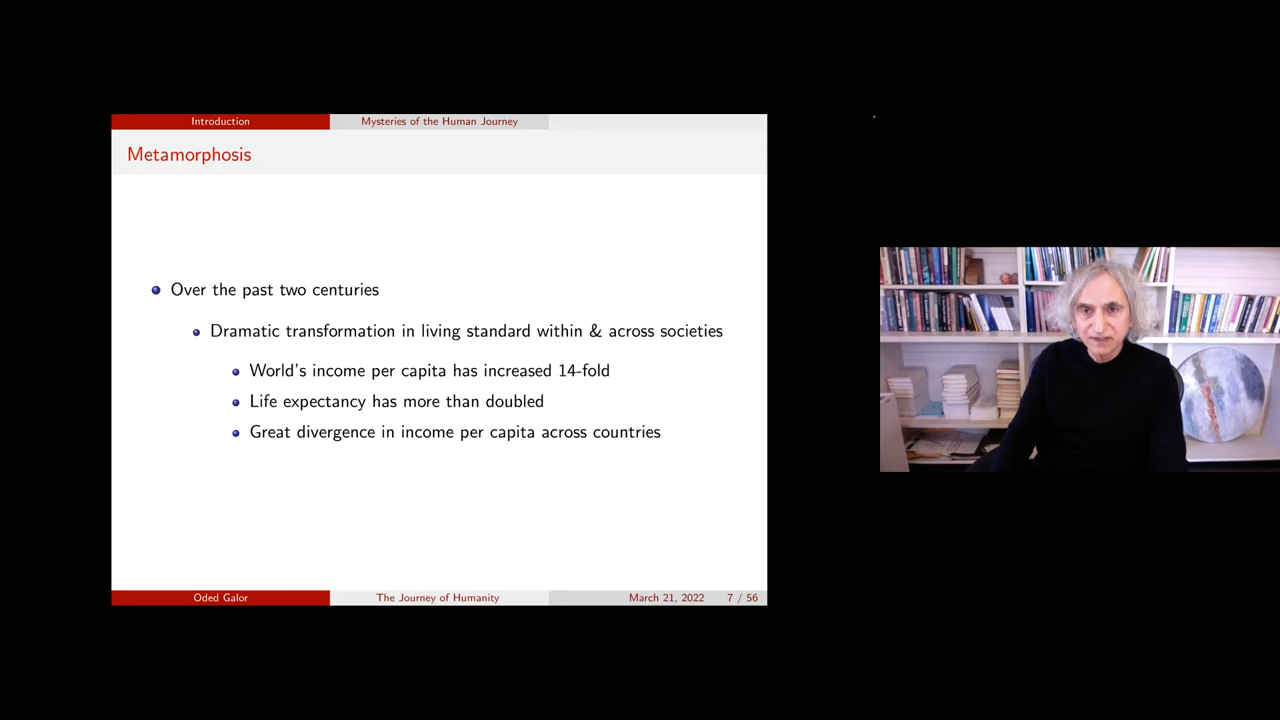 Introduction
Mysteries of the Human Journey
Metamorphosis
Over the past two centuries
Dramatic transformation in living standard within & across societies
World's income per capita has increased 14-fold
Life expectancy has more than doubled
Great divergence in income per capita across countries
Oded Galor
The Journey of Humanity
March 21, 2022
7 / 56